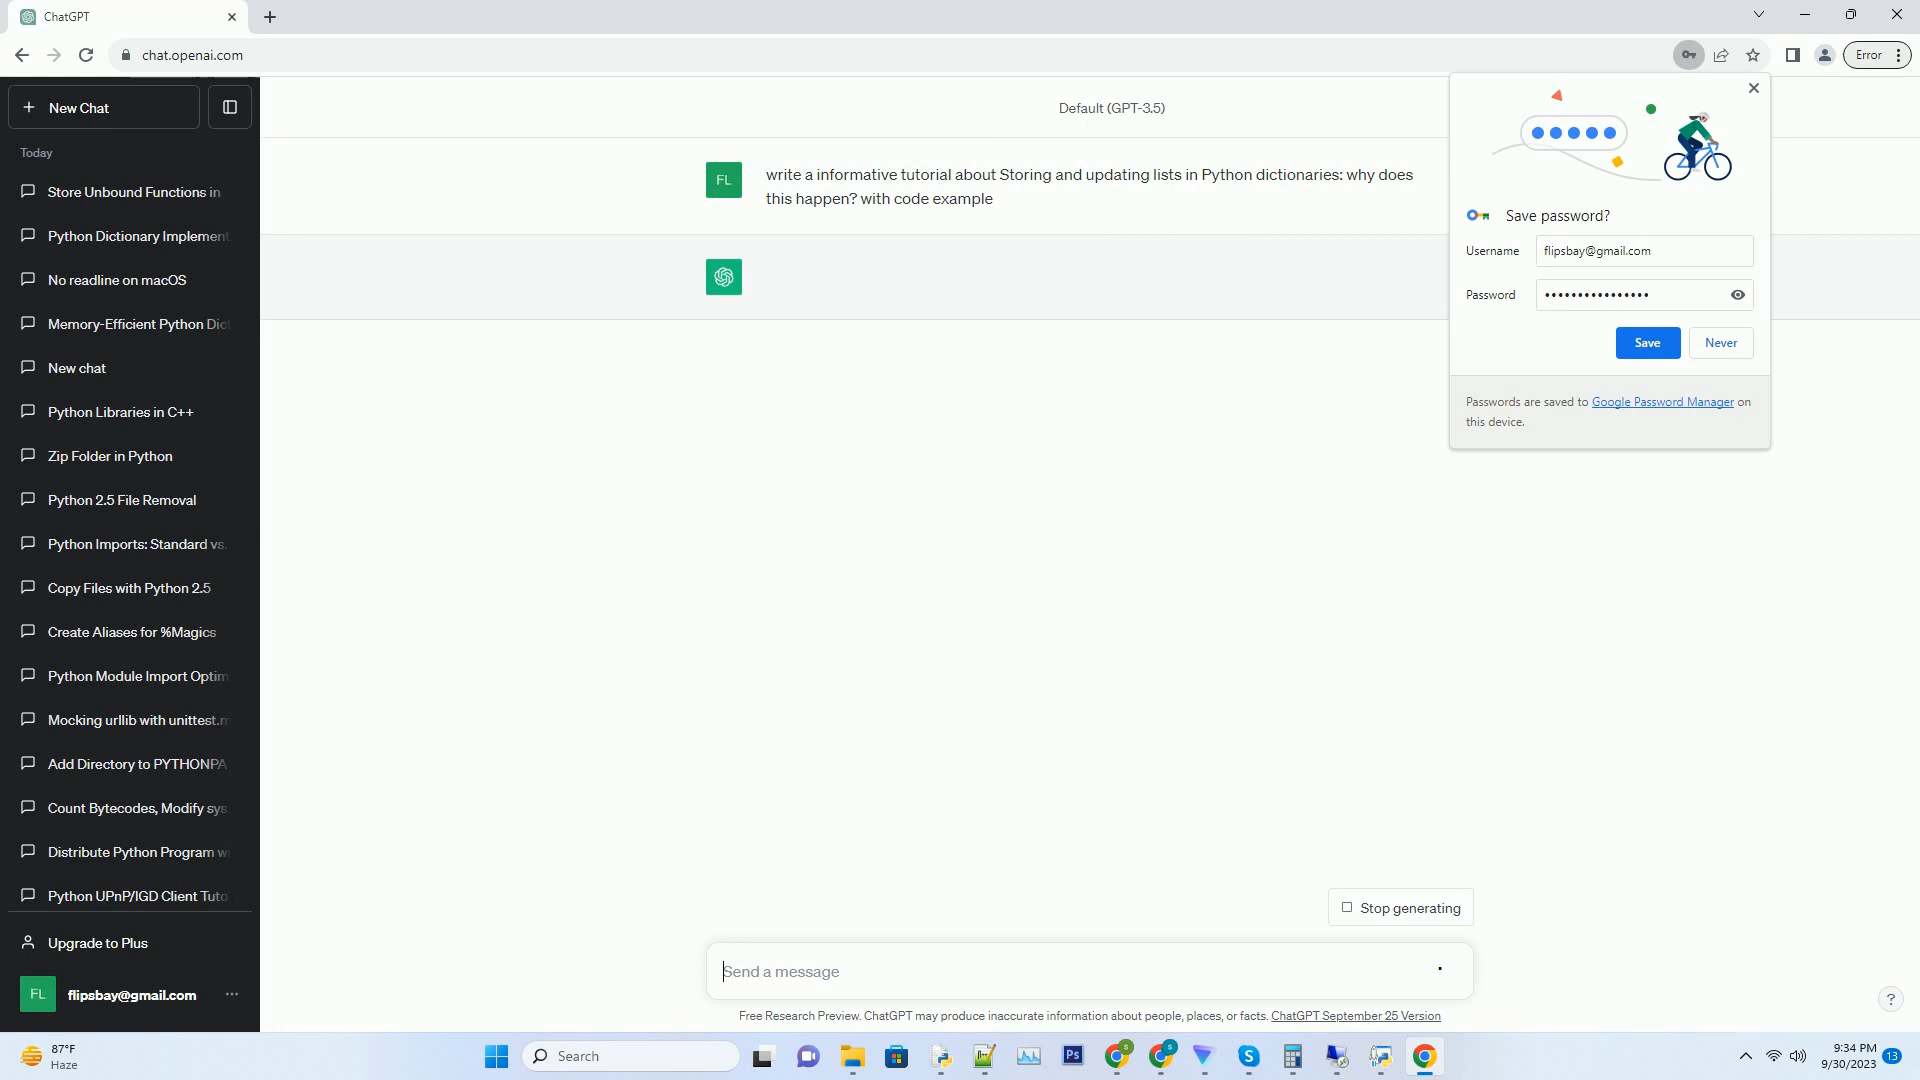 ChatGPT
chat.openai.com
Error
New Chat
Today
Store Unbound Functions in
Python Dictionary Implement
No readline on macOS
Memory-Efficient Python Dic
New chat
Python Libraries in C++
Zip Folder in Python
Python 2.5 File Removal
Python Imports: Standard vs.
Copy Files with Python 2.5
Create Aliases for %Magics
Python Module Import Optim
Mocking urllib with unittest.m
Add Directory to PYTHONPA
Count Bytecodes, Modify sys.
Distribute Python Program w
Python UPnP/IGD Client Tuto
Upgrade to Plus
FL
flipsbay@gmail.com
Default (GPT-3.5)
FL
write a informative tutorial about Storing and updating lists in Python dictionaries: why does
this happen? with code example
Save password?
Username
flipsbay@gmail.com
Password
••••••••••••••••
Save
Never
Passwords are saved to Google Password Manager on
this device.
Stop generating
Send a message
Free Research Preview. ChatGPT may produce inaccurate information about people, places, or facts. ChatGPT September 25 Version
?
87°F
Haze
Search
Ps
S
S
S
9:34 PM
9/30/2023
13